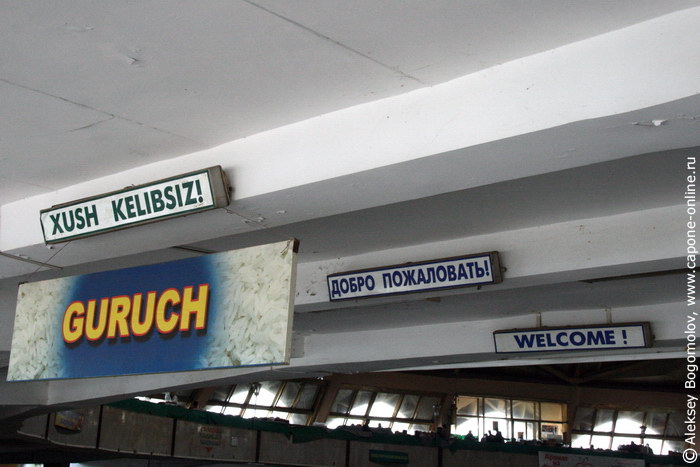 XUSH KELIBSIZ!
GURUCH
ДОБРО ПОЖАЛОВАТЬ!
WELCOME !
© Aleksey Bogomolov, www.capone-online.ru